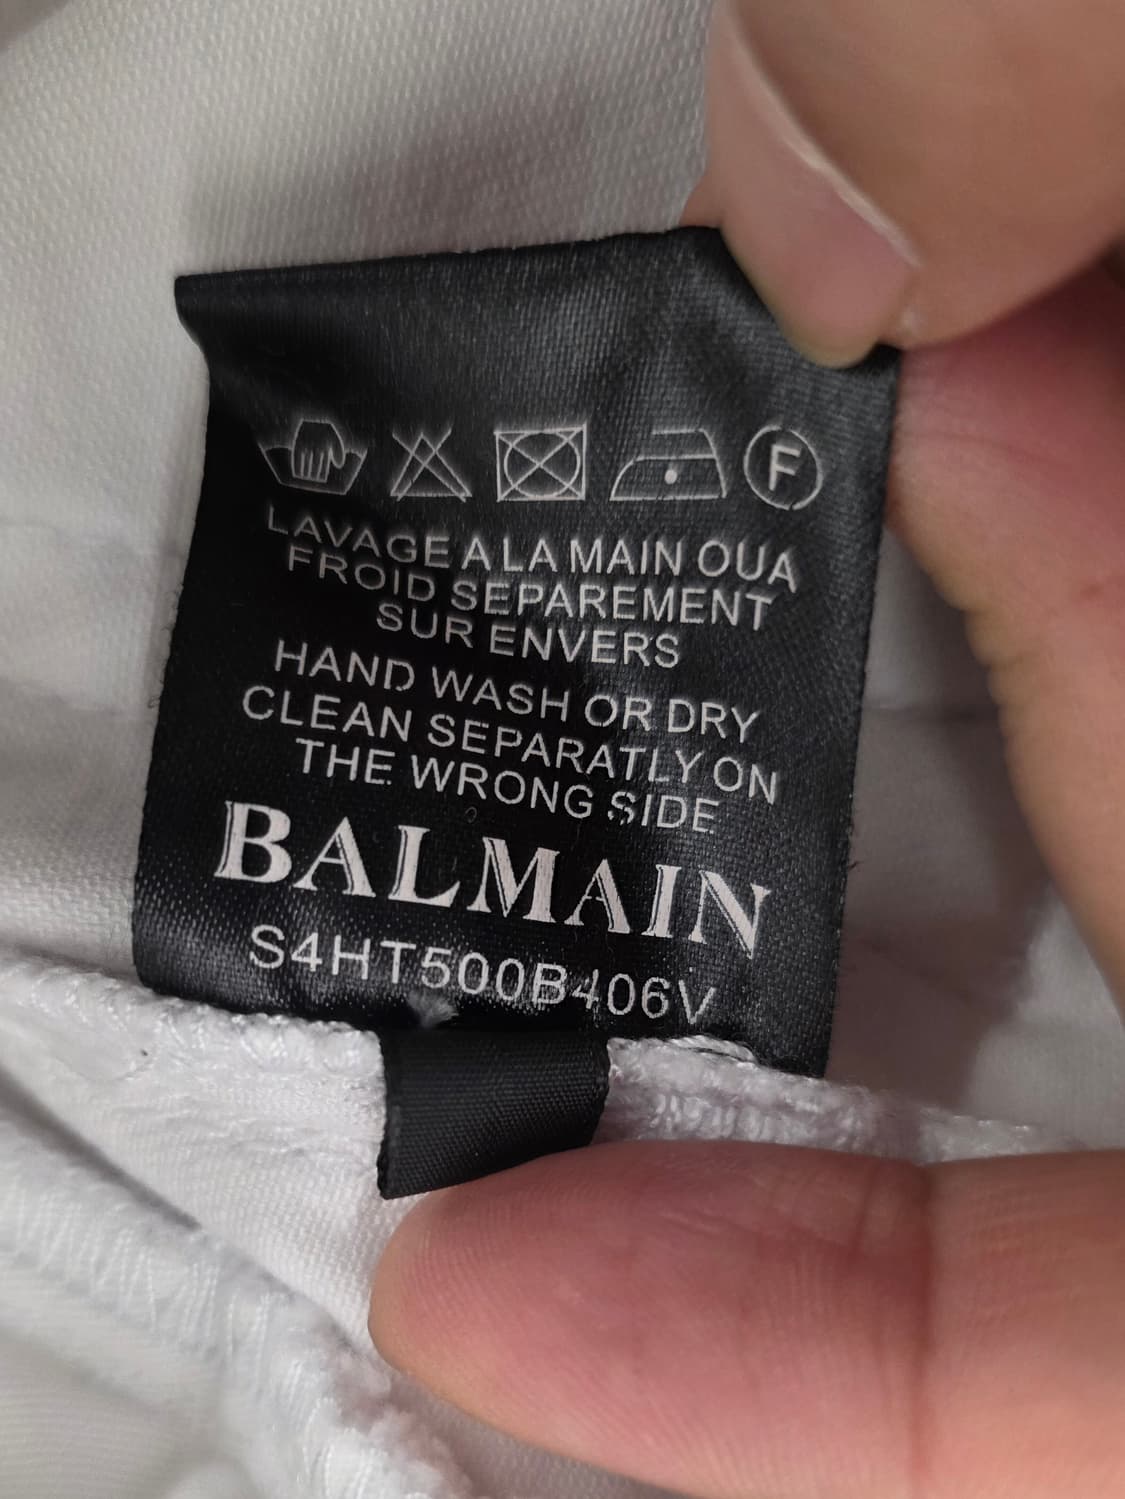 F
LAVAGE A LA MAIN OUA
FROID SEPAREMENT
SUR ENVERS
HAND WASH OR DRY
CLEAN SEPARATLY ON
THE WRONG SIDE
BALMAIN
S4HT500B406V